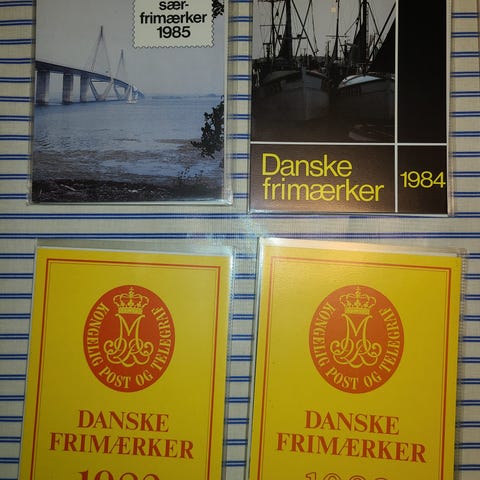 sær-
frimærker
1985
Danske
frimærker
1984
KONGELIG POST OG TELEGRAF
DANSKE
FRIMÆRKER
KONGELIG POST OG TELEGRAF
DANSKE
FRIMÆRKER